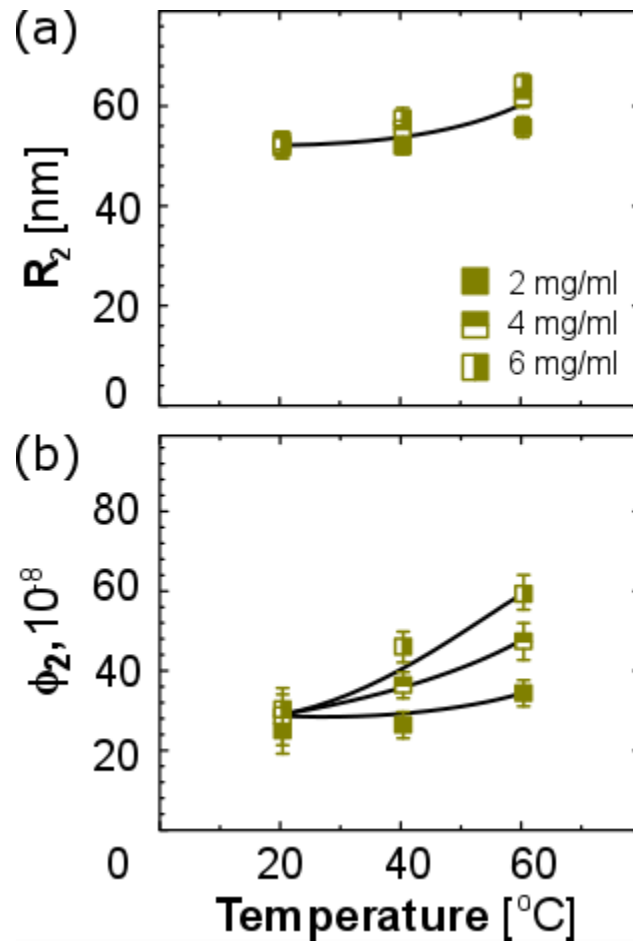 (a)
60
40
20
0
R₂ [nm]
2 mg/ml
4 mg/ml
6 mg/ml
(b)
80
60
40
20
ϕ₂, 10⁻⁸
0 20 40 60
Temperature [°C]